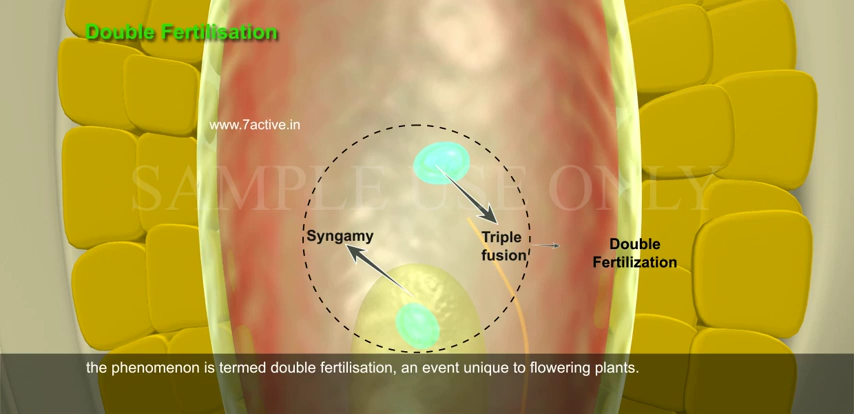 Double Fertilisation
www.7active.in
SAMPLE USE ONLY
Syngamy
Triple
fusion
Double
Fertilization
the phenomenon is termed double fertilisation, an event unique to flowering plants.